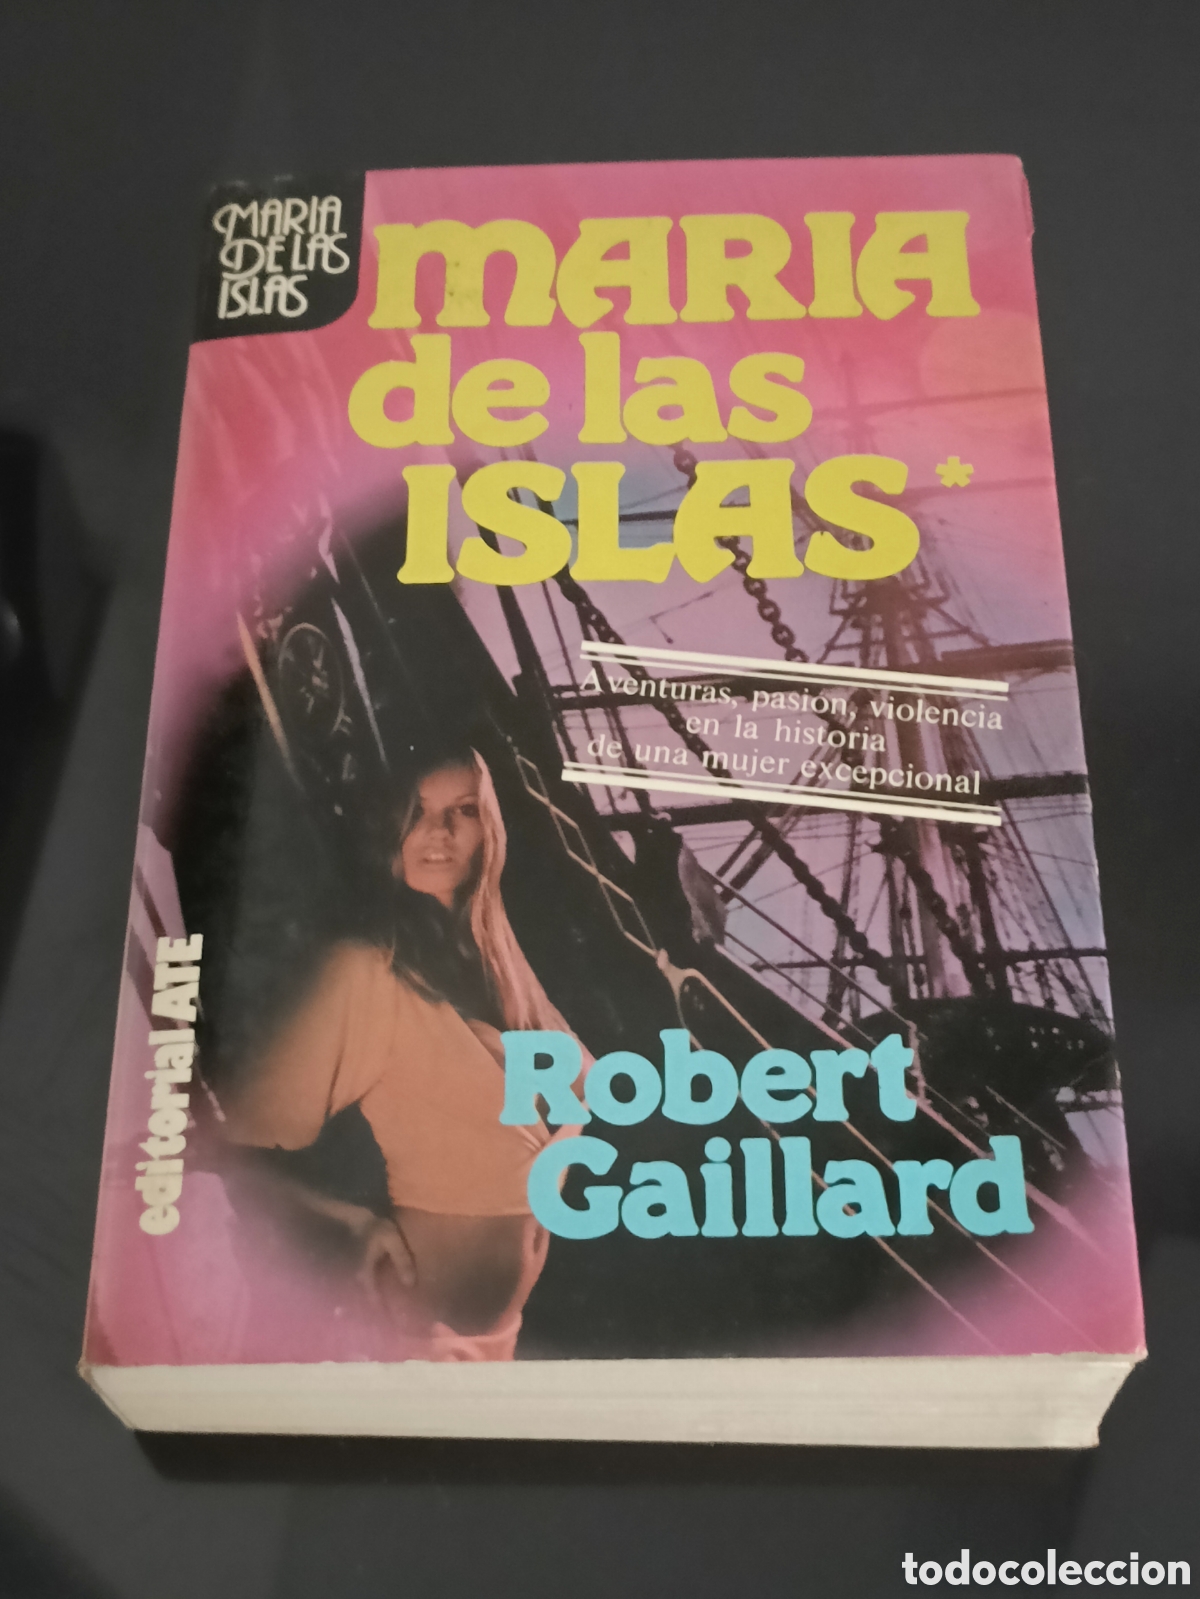 MARIA
DE LAS
ISLAS
MARIA
de las
ISLAS*
Aventuras, pasión, violencia
en la historia
de una mujer excepcional
editorial ATE
Robert
Gaillard
todocoleccion